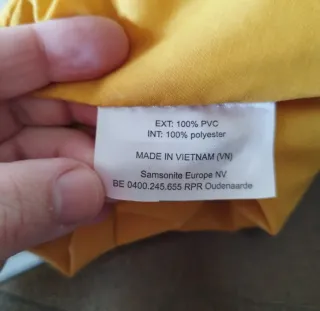 EXT: 100% PVC
INT: 100% polyester
MADE IN VIETNAM (VN)
Samsonite Europe NV
BE 0400.245.655 RPR Oudenaarde